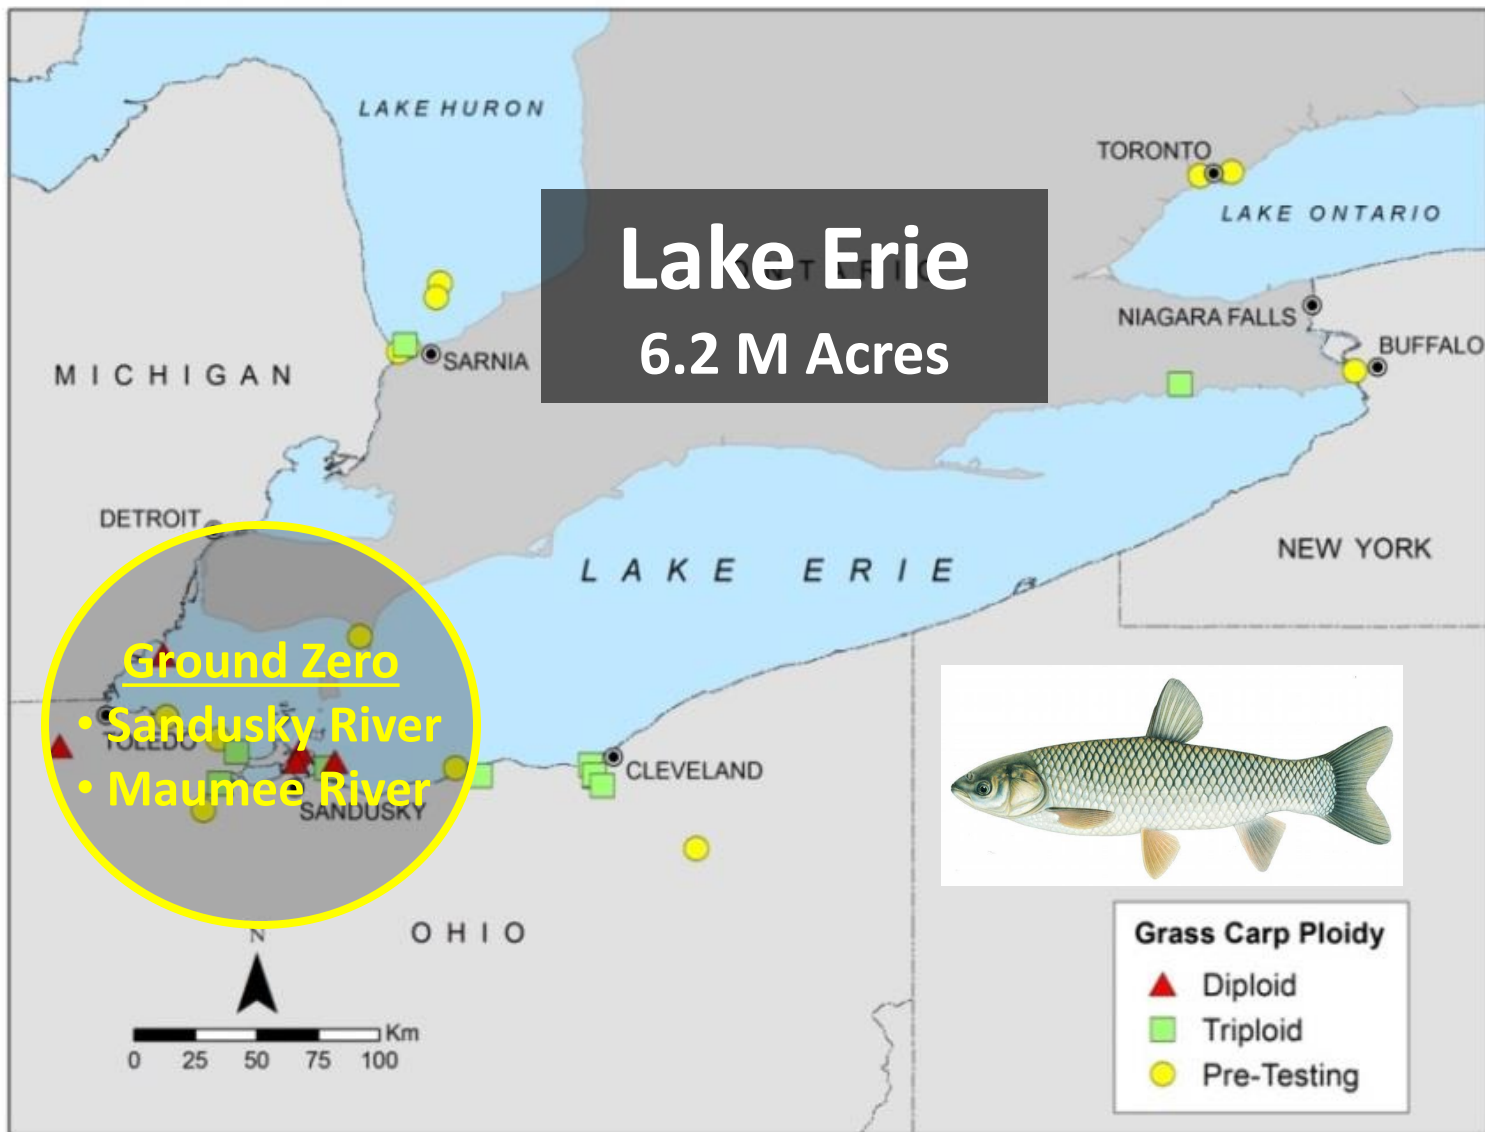 LAKE HURON
TORONTO
LAKE ONTARIO
Lake Erie
ONTARIO
6.2 M Acres
NIAGARA FALLS
BUFFALO
SARNIA
MICHIGAN
DETROIT
LAKE ERIE
NEW YORK
Ground Zero
• Sandusky River
TOLEDO
• Maumee River
SANDUSKY
CLEVELAND
OHIO
N
Km
0 25 50 75 100
Grass Carp Ploidy
Diploid
Triploid
Pre-Testing